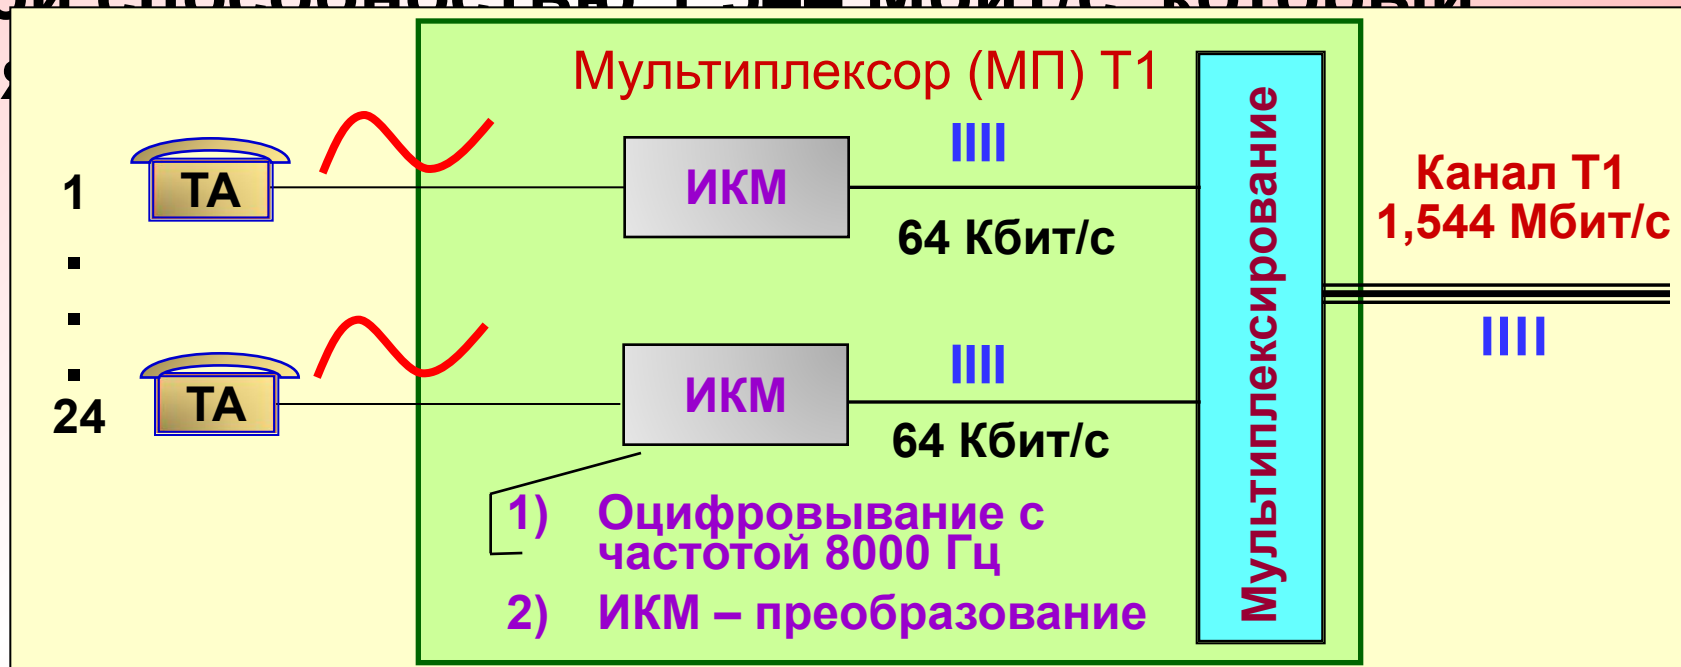 Мультиплексор (МП) Т1
1
ТА
ИКМ
64 Кбит/с
.
.
.
24
ТА
ИКМ
64 Кбит/с
1) Оцифровывание с
частотой 8000 Гц
2) ИКМ – преобразование
Мультиплексирование
Канал Т1
1,544 Мбит/с